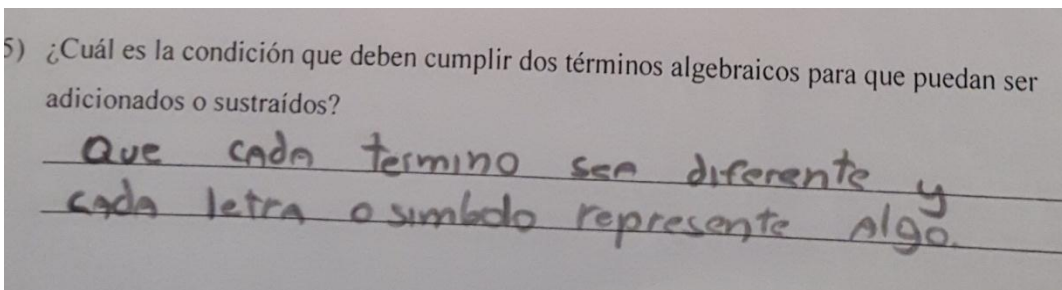 5) ¿Cuál es la condición que deben cumplir dos términos algebraicos para que puedan ser
adicionados o sustraídos?
Que cada termino sea diferente y
cada letra o simbolo represente algo.